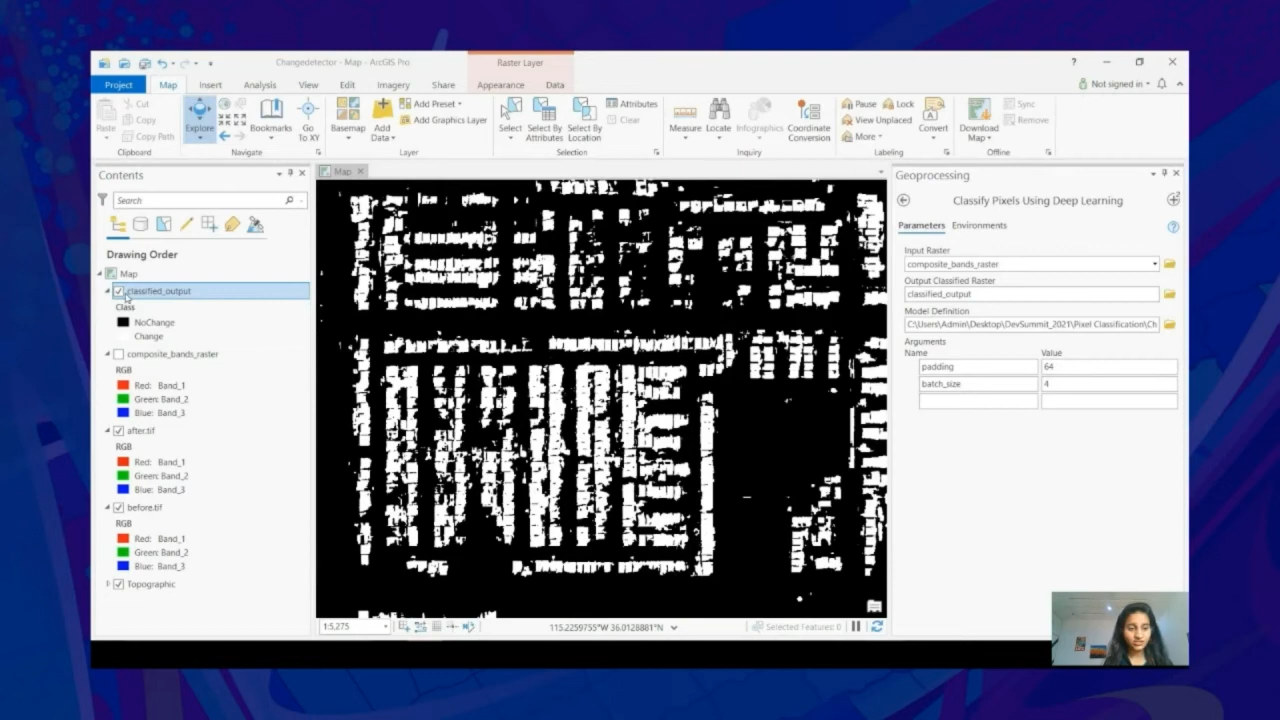 Changedetector - Map - ArcGIS Pro
Raster Layer
Project
Map
Insert
Analysis
View
Edit
Imagery
Share
Appearance
Data
Not signed in
Paste
Cut
Copy
Copy Path
Clipboard
Explore
Bookmarks
Go To XY
Navigate
Basemap
Add Data
Add Preset
Add Graphics Layer
Layer
Select
Select By Attributes
Select By Location
Attributes
Clear
Selection
Measure
Locate
Infographics
Coordinate Conversion
Inquiry
Pause
Lock
View Unplaced
More
Convert
Labeling
Download Map
Sync
Remove
Offline
Contents
Search
Drawing Order
Map
classified_output
Class
NoChange
Change
composite_bands_raster
RGB
Red: Band_1
Green: Band_2
Blue: Band_3
after.tif
RGB
Red: Band_1
Green: Band_2
Blue: Band_3
before.tif
RGB
Red: Band_1
Green: Band_2
Blue: Band_3
Topographic
Map
1:5,275
115.2259755°W 36.0128881°N
Selected Features: 0
Geoprocessing
Classify Pixels Using Deep Learning
Parameters
Environments
Input Raster
composite_bands_raster
Output Classified Raster
classified_output
Model Definition
C:\Users\Admin\Desktop\DevSummit_2021\Pixel Classification\Ch
Arguments
Name
Value
padding
64
batch_size
4